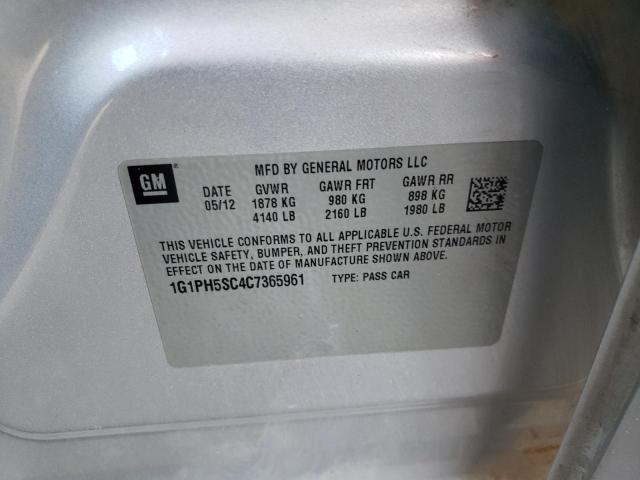 GM ®
MFD BY GENERAL MOTORS LLC
DATE GVWR GAWR FRT GAWR RR
05/12 1878 KG 980 KG 898 KG
4140 LB 2160 LB 1980 LB
THIS VEHICLE CONFORMS TO ALL APPLICABLE U.S. FEDERAL MOTOR
VEHICLE SAFETY, BUMPER, AND THEFT PREVENTION STANDARDS IN
EFFECT ON THE DATE OF MANUFACTURE SHOWN ABOVE.
1G1PH5SC4C7365961 TYPE: PASS CAR